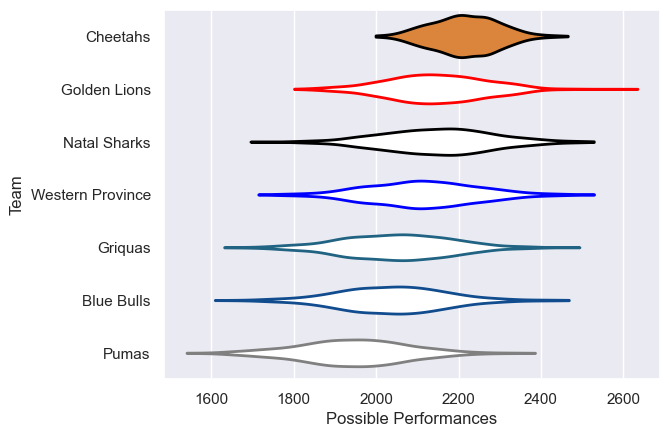 Cheetahs
Golden Lions
Natal Sharks
Western Province
Griquas
Blue Bulls
Pumas
Team
1600 1800 2000 2200 2400 2600
Possible Performances